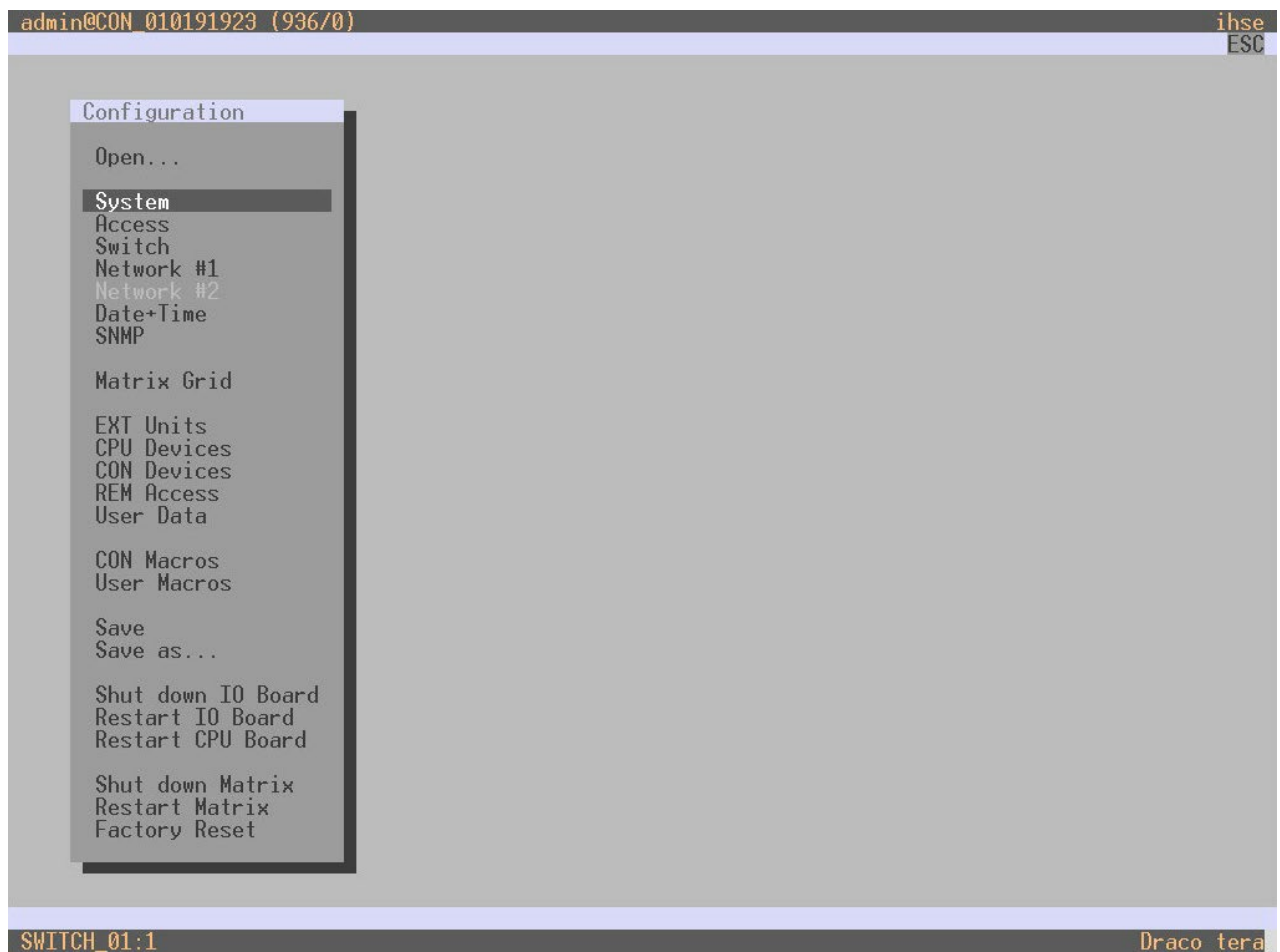 admin@CON_010191923 (936/0) ihse
ESC
Configuration
Open...
System
Access
Switch
Network #1
Network #2
Date+Time
SNMP
Matrix Grid
EXT Units
CPU Devices
CON Devices
REM Access
User Data
CON Macros
User Macros
Save
Save as...
Shut down IO Board
Restart IO Board
Restart CPU Board
Shut down Matrix
Restart Matrix
Factory Reset
SWITCH_01:1 Draco tera